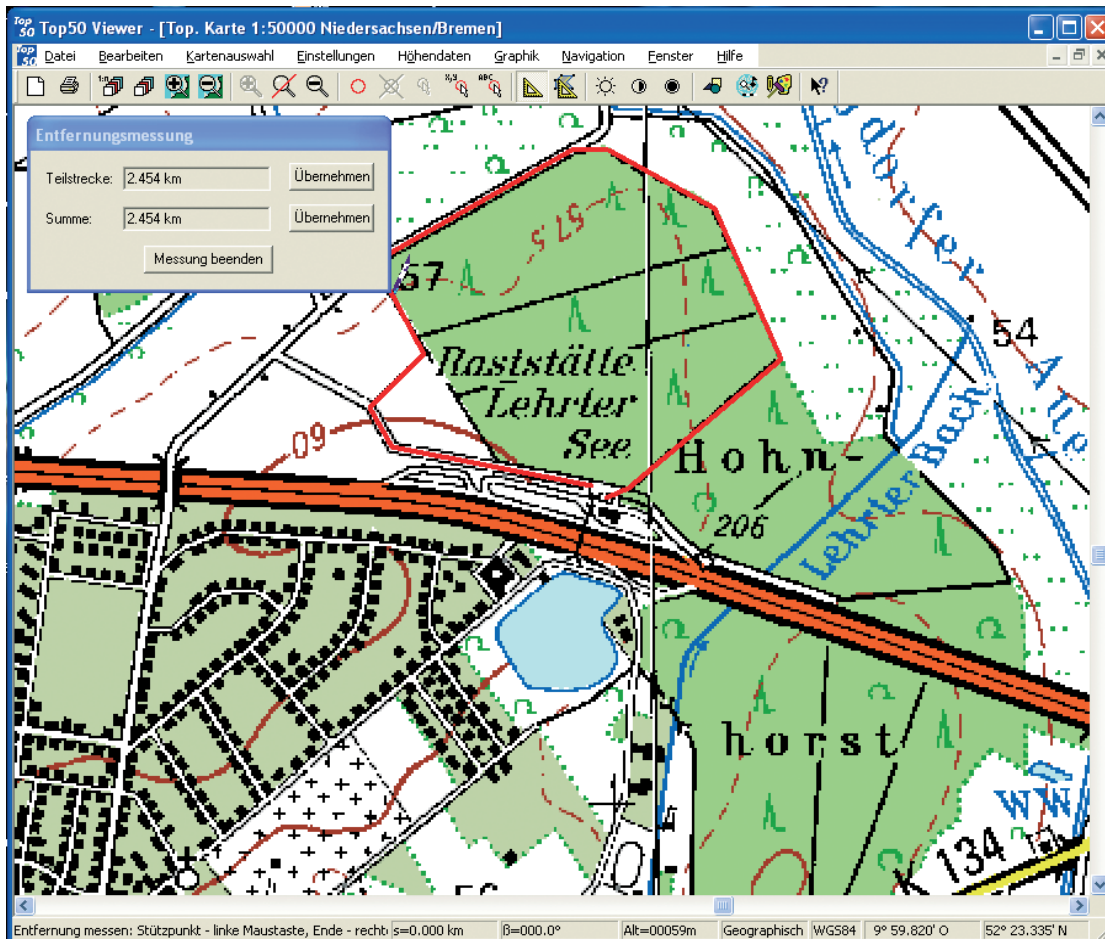 Top50 Viewer - [Top. Karte 1:50000 Niedersachsen/Bremen]
Datei Bearbeiten Kartenauswahl Einstellungen Höhendaten Graphik Navigation Fenster Hilfe
Entfernungsmessung
Teilstrecke: 2.454 km Übernehmen
Summe: 2.454 km Übernehmen
Messung beenden
dorfer Aue
57,5
57
54
Raststätte
Lehrter
See
60
Hohn-
206
Lehrter Bach
horst
WW
134
Entfernung messen: Stützpunkt - linke Maustaste, Ende - recht s=0.000 km β=000.0° Alt=00059m Geographisch WGS84 9° 59.820' O 52° 23.335' N